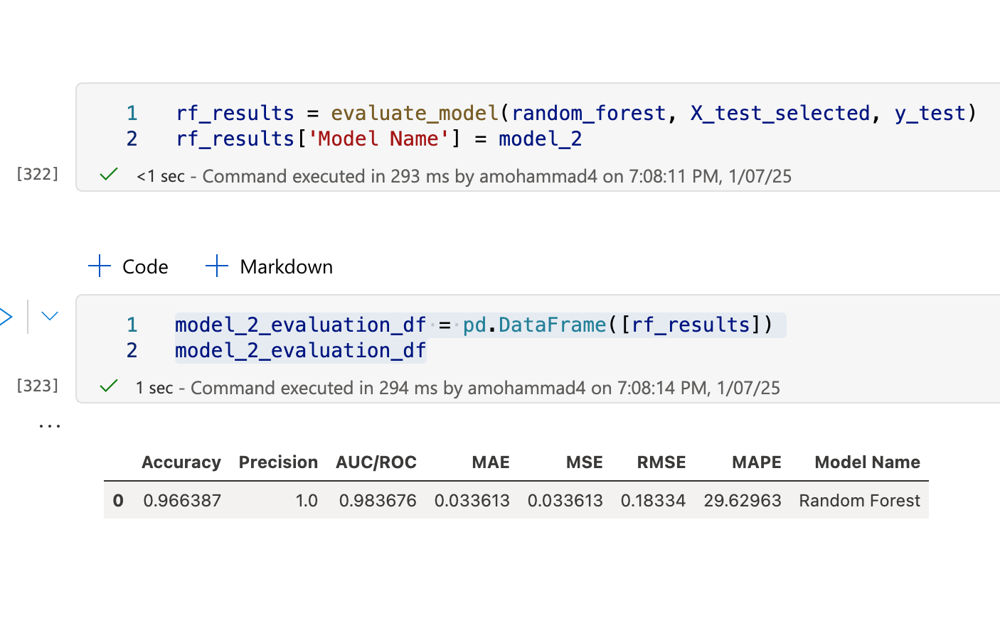 1 rf_results = evaluate_model(random_forest, X_test_selected, y_test)
2 rf_results['Model Name'] = model_2
[322] <1 sec - Command executed in 293 ms by amohammad4 on 7:08:11 PM, 1/07/25
Code Markdown
1 model_2_evaluation_df = pd.DataFrame([rf_results])
2 model_2_evaluation_df
[323] 1 sec - Command executed in 294 ms by amohammad4 on 7:08:14 PM, 1/07/25
...
Accuracy Precision AUC/ROC MAE MSE RMSE MAPE Model Name
0 0.966387 1.0 0.983676 0.033613 0.033613 0.18334 29.62963 Random Forest